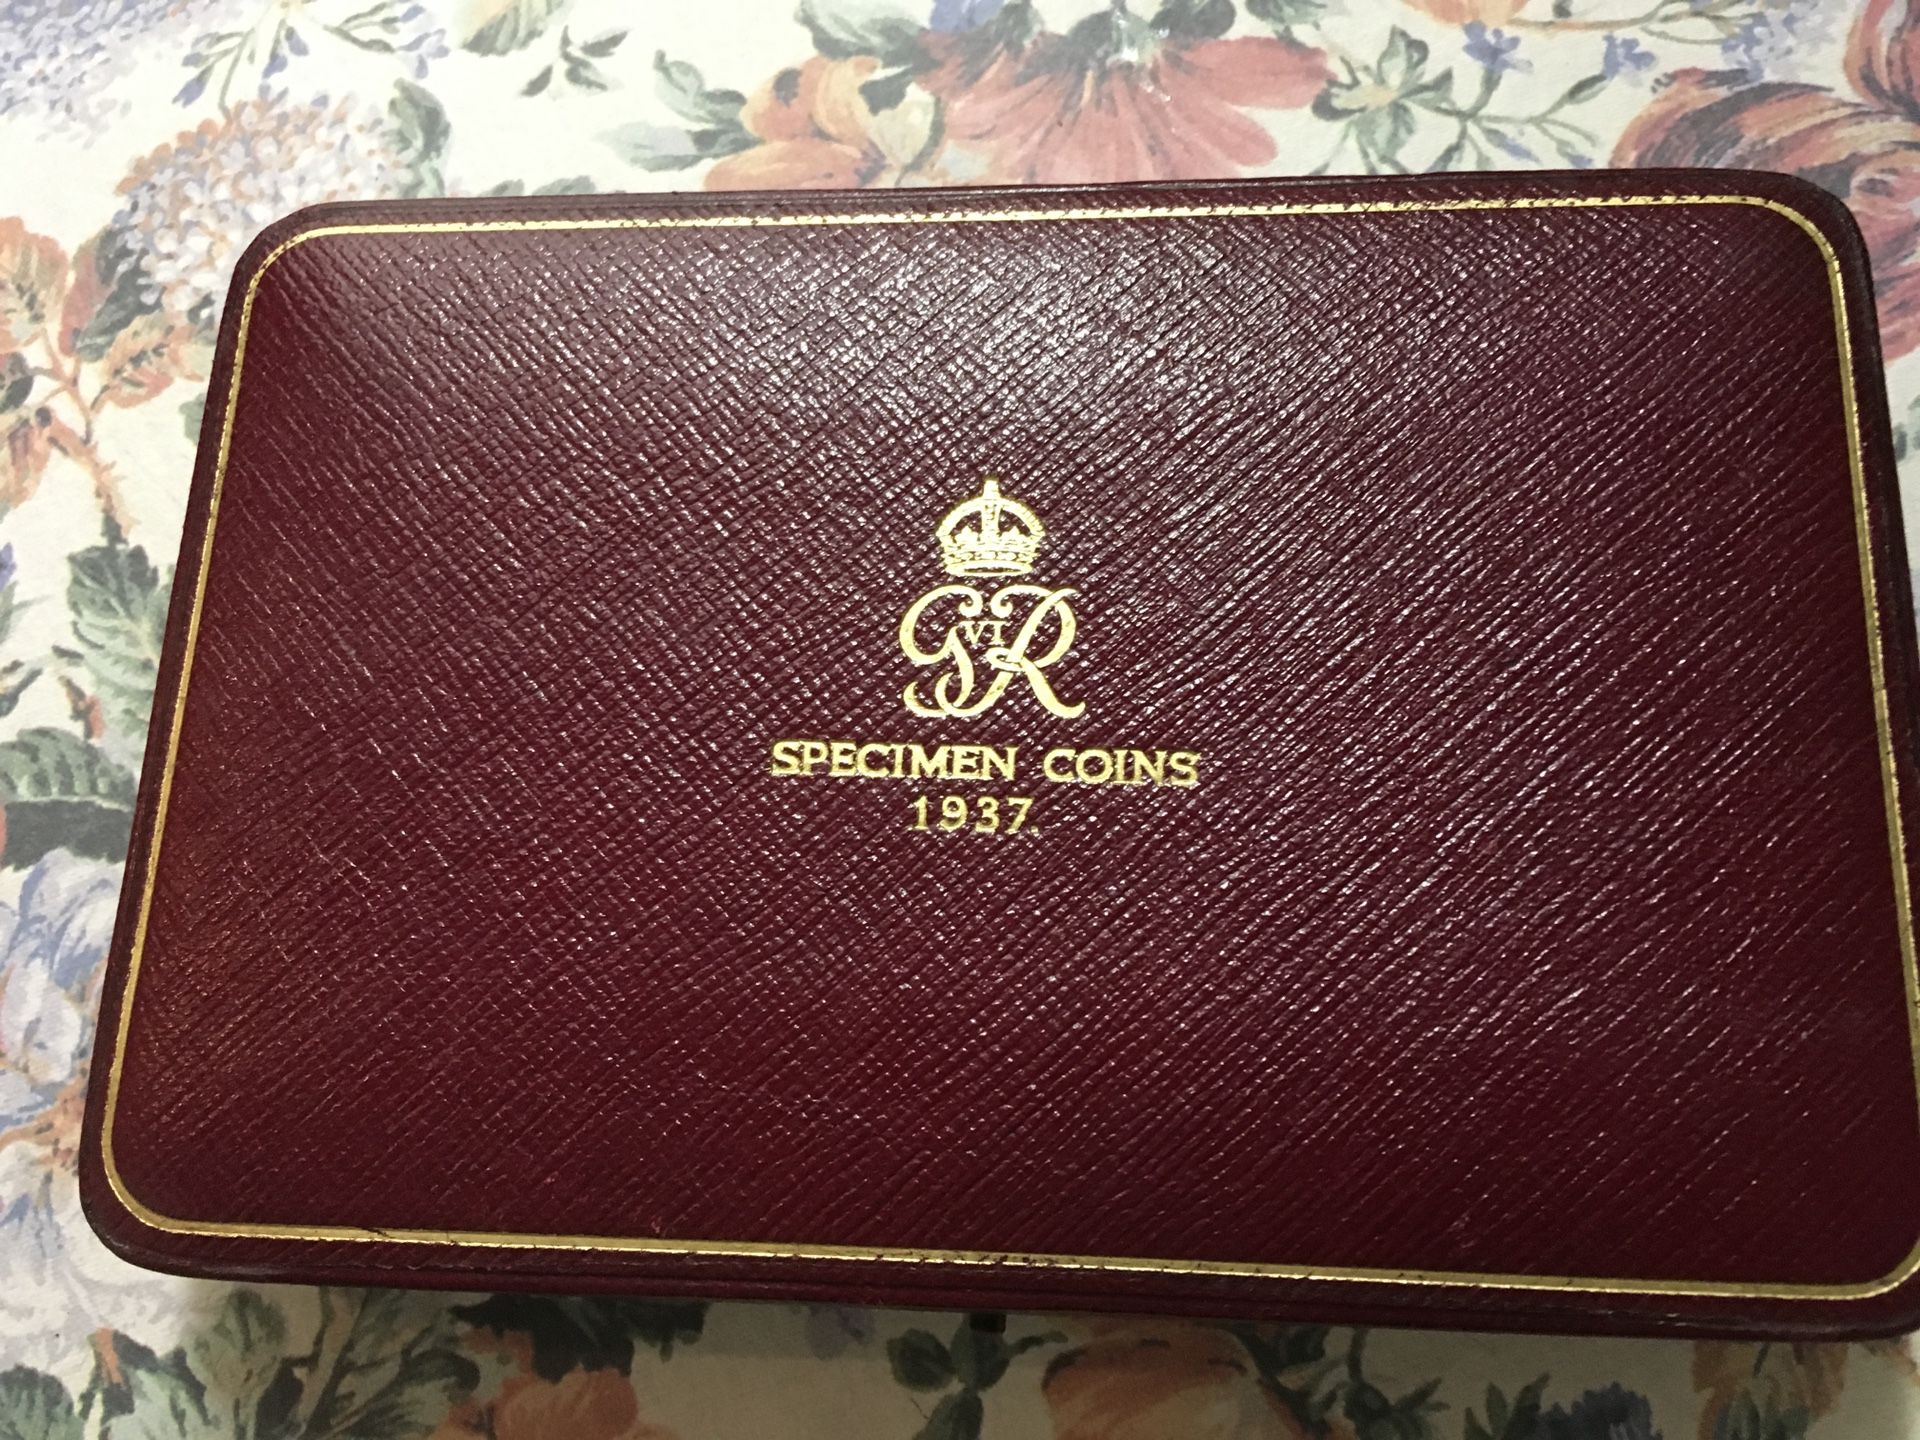 GVIR
SPECIMEN COINS
1937.